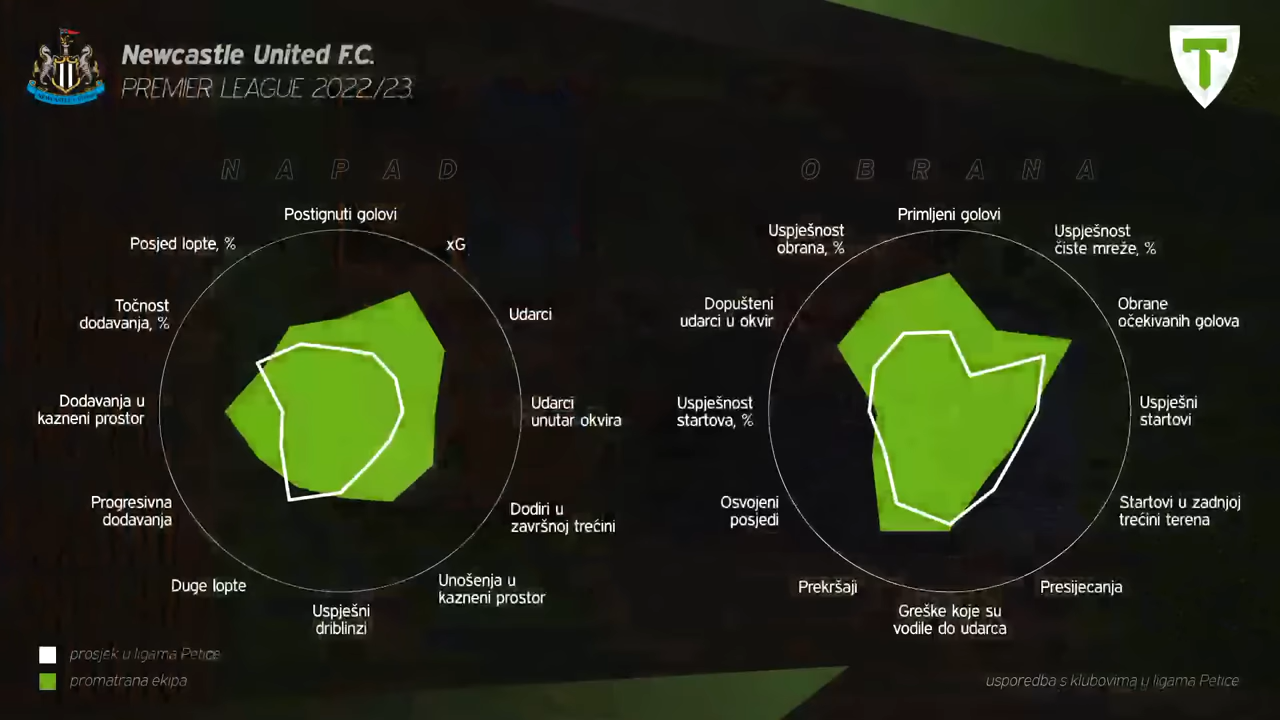 Newcastle United F.C.
PREMIER LEAGUE 2022/23
T
N A P A D
Postignuti golovi
xG
Udarci
Udarci
unutar okvira
Dodiri u
završnoj trećini
Unošenja u
kazneni prostor
Uspješni
driblinzi
Duge lopte
Progresivna
dodavanja
Dodavanja u
kazneni prostor
Točnost
dodavanja, %
Posjed lopte, %
O B R A N A
Primljeni golovi
Uspješnost
čiste mreže, %
Obrane
očekivanih golova
Uspješni
startovi
Startovi u zadnjoj
trećini terena
Presijecanja
Greške koje su
vodile do udarca
Prekršaji
Osvojeni
posjedi
Uspješnost
startova, %
Dopušteni
udarci u okvir
Uspješnost
obrana, %
prosjek u ligama Petice
promatrana ekipa
usporedba s klubovima u ligama Petice